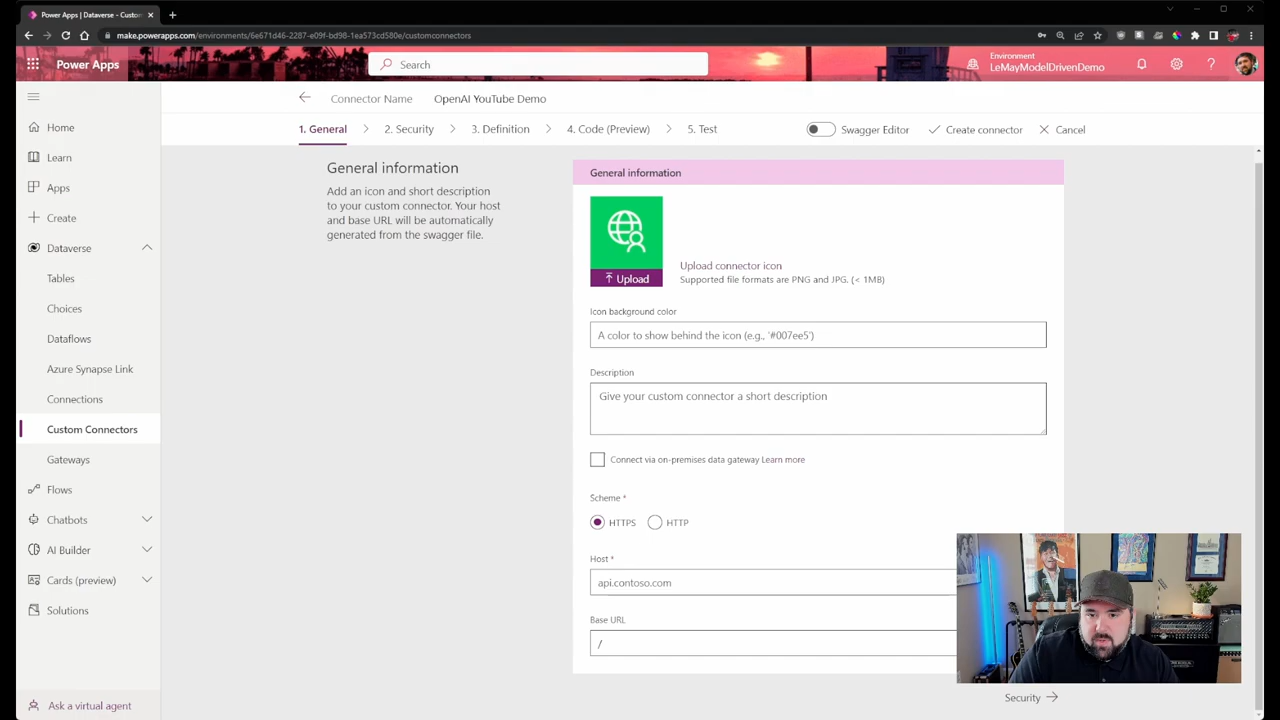 Power Apps | Dataverse - Custo
make.powerapps.com/environments/6e671d46-2287-e09f-bd98-1ea573cd580e/customconnectors
Power Apps
Search
Environment
LeMayModelDrivenDemo
Connector Name
OpenAI YouTube Demo
1. General
2. Security
3. Definition
4. Code (Preview)
5. Test
Swagger Editor
Create connector
Cancel
Home
Learn
Apps
Create
Dataverse
Tables
Choices
Dataflows
Azure Synapse Link
Connections
Custom Connectors
Gateways
Flows
Chatbots
AI Builder
Cards (preview)
Solutions
Ask a virtual agent
General information
Add an icon and short description
to your custom connector. Your host
and base URL will be automatically
generated from the swagger file.
General information
Upload
Upload connector icon
Supported file formats are PNG and JPG. (< 1MB)
Icon background color
A color to show behind the icon (e.g., '#007ee5')
Description
Give your custom connector a short description
Connect via on-premises data gateway Learn more
Scheme *
HTTPS
HTTP
Host *
api.contoso.com
Base URL
/
Security